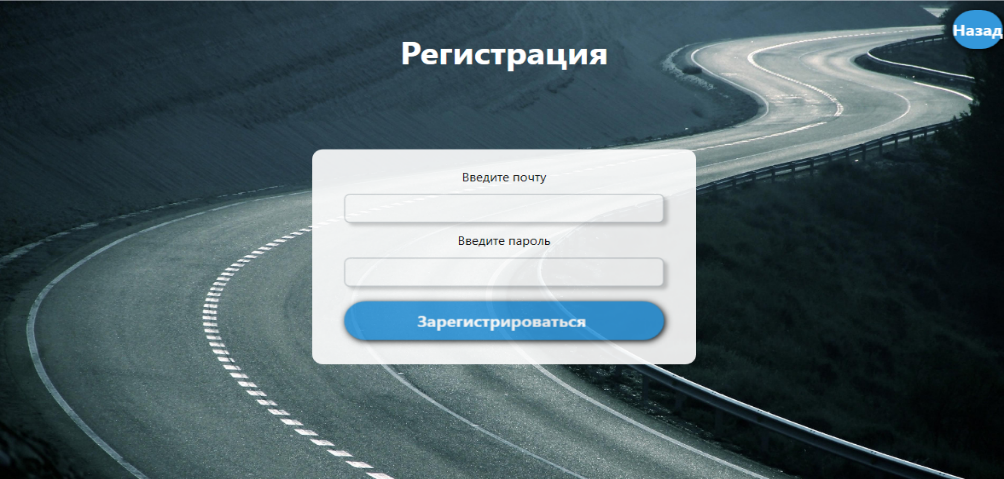 Назад
Регистрация
Введите почту
Введите пароль
Зарегистрироваться